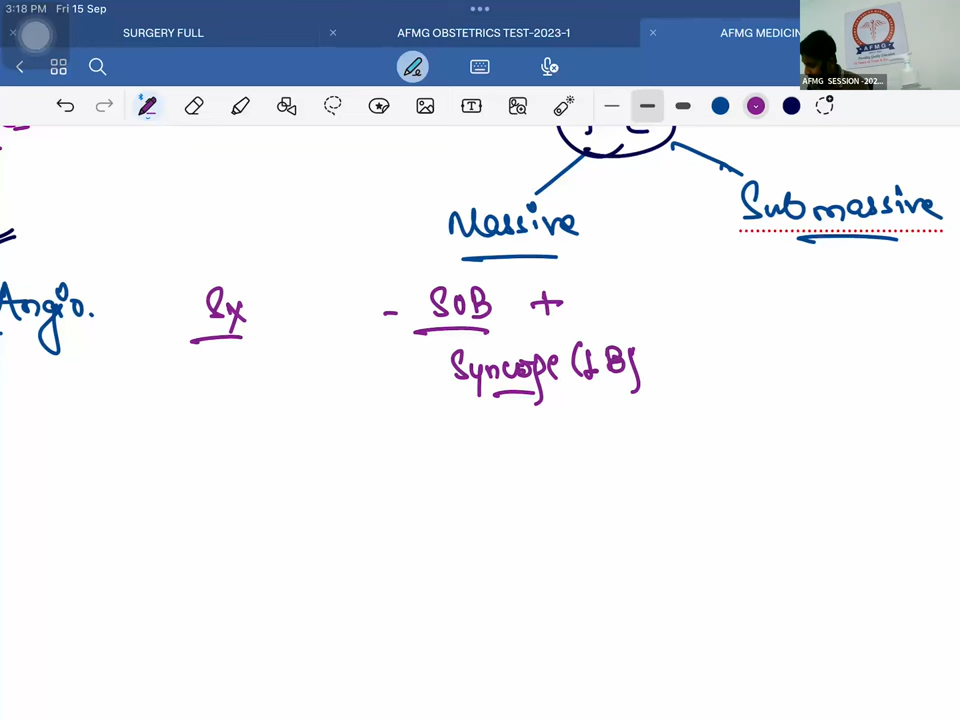 3:18 PM Fri 15 Sep
SURGERY FULL
AFMG OBSTETRICS TEST-2023-1
AFMG MEDICIN
AFMG
AFMG SESSION -202...
T
Massive
Submassive
Angio.
Sx
- SOB +
Syncope (↓ BP)